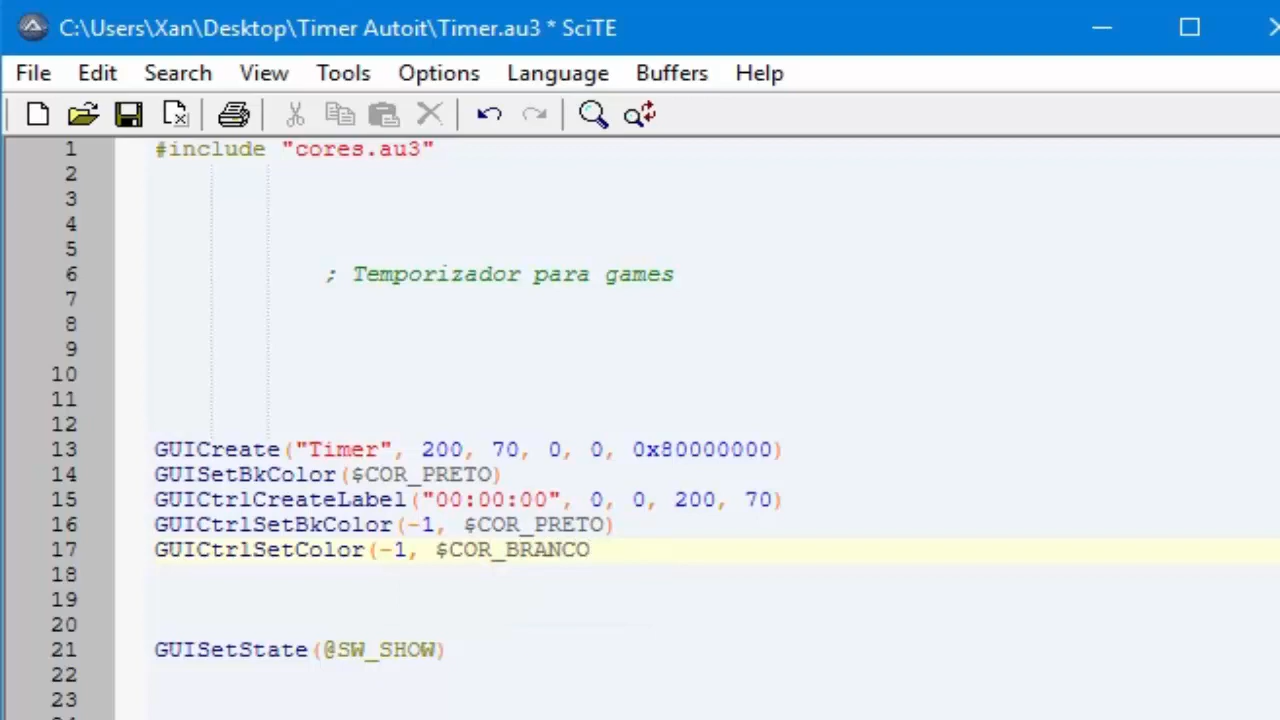 C:\Users\Xan\Desktop\Timer Autoit\Timer.au3 * SciTE
File Edit Search View Tools Options Language Buffers Help
1 #include "cores.au3"
2
3
4
5
6 ; Temporizador para games
7
8
9
10
11
12
13 GUICreate("Timer", 200, 70, 0, 0, 0x80000000)
14 GUISetBkColor($COR_PRETO)
15 GUICtrlCreateLabel("00:00:00", 0, 0, 200, 70)
16 GUICtrlSetBkColor(-1, $COR_PRETO)
17 GUICtrlSetColor(-1, $COR_BRANCO
18
19
20
21 GUISetState(@SW_SHOW)
22
23